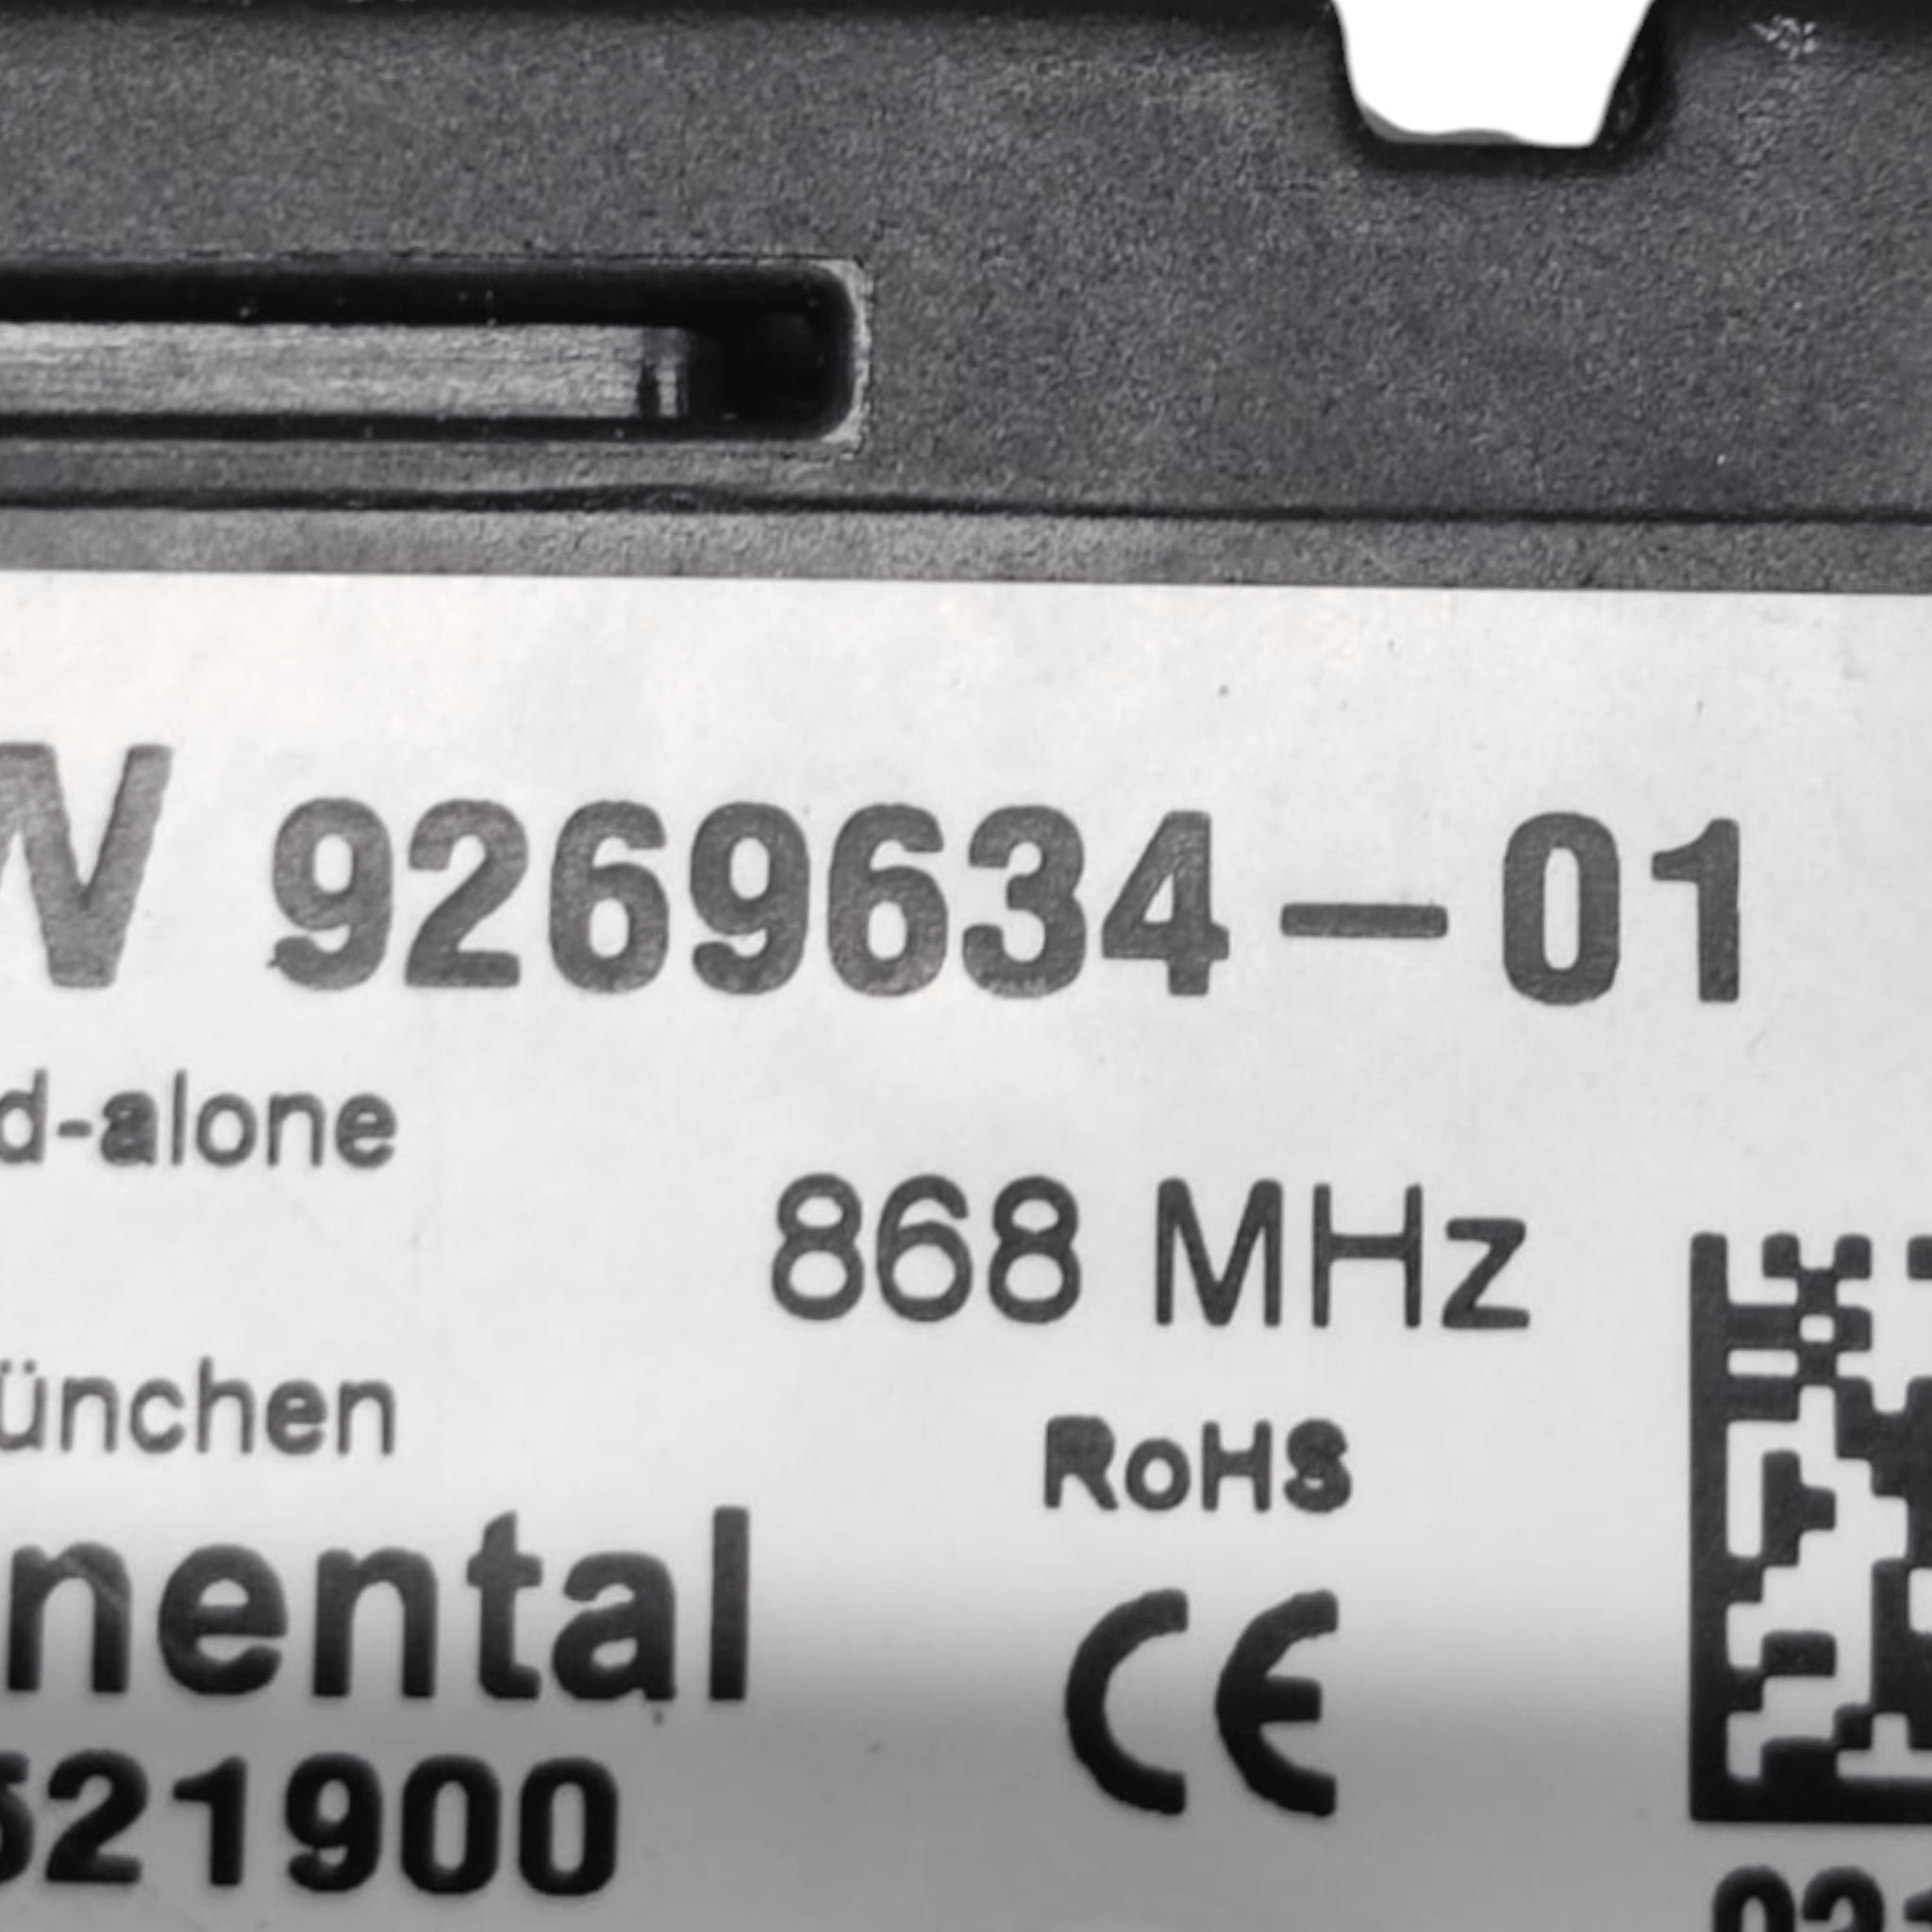 W 9269634-01
d-alone
868 MHz
ünchen
RoHS
nental
CE
521900